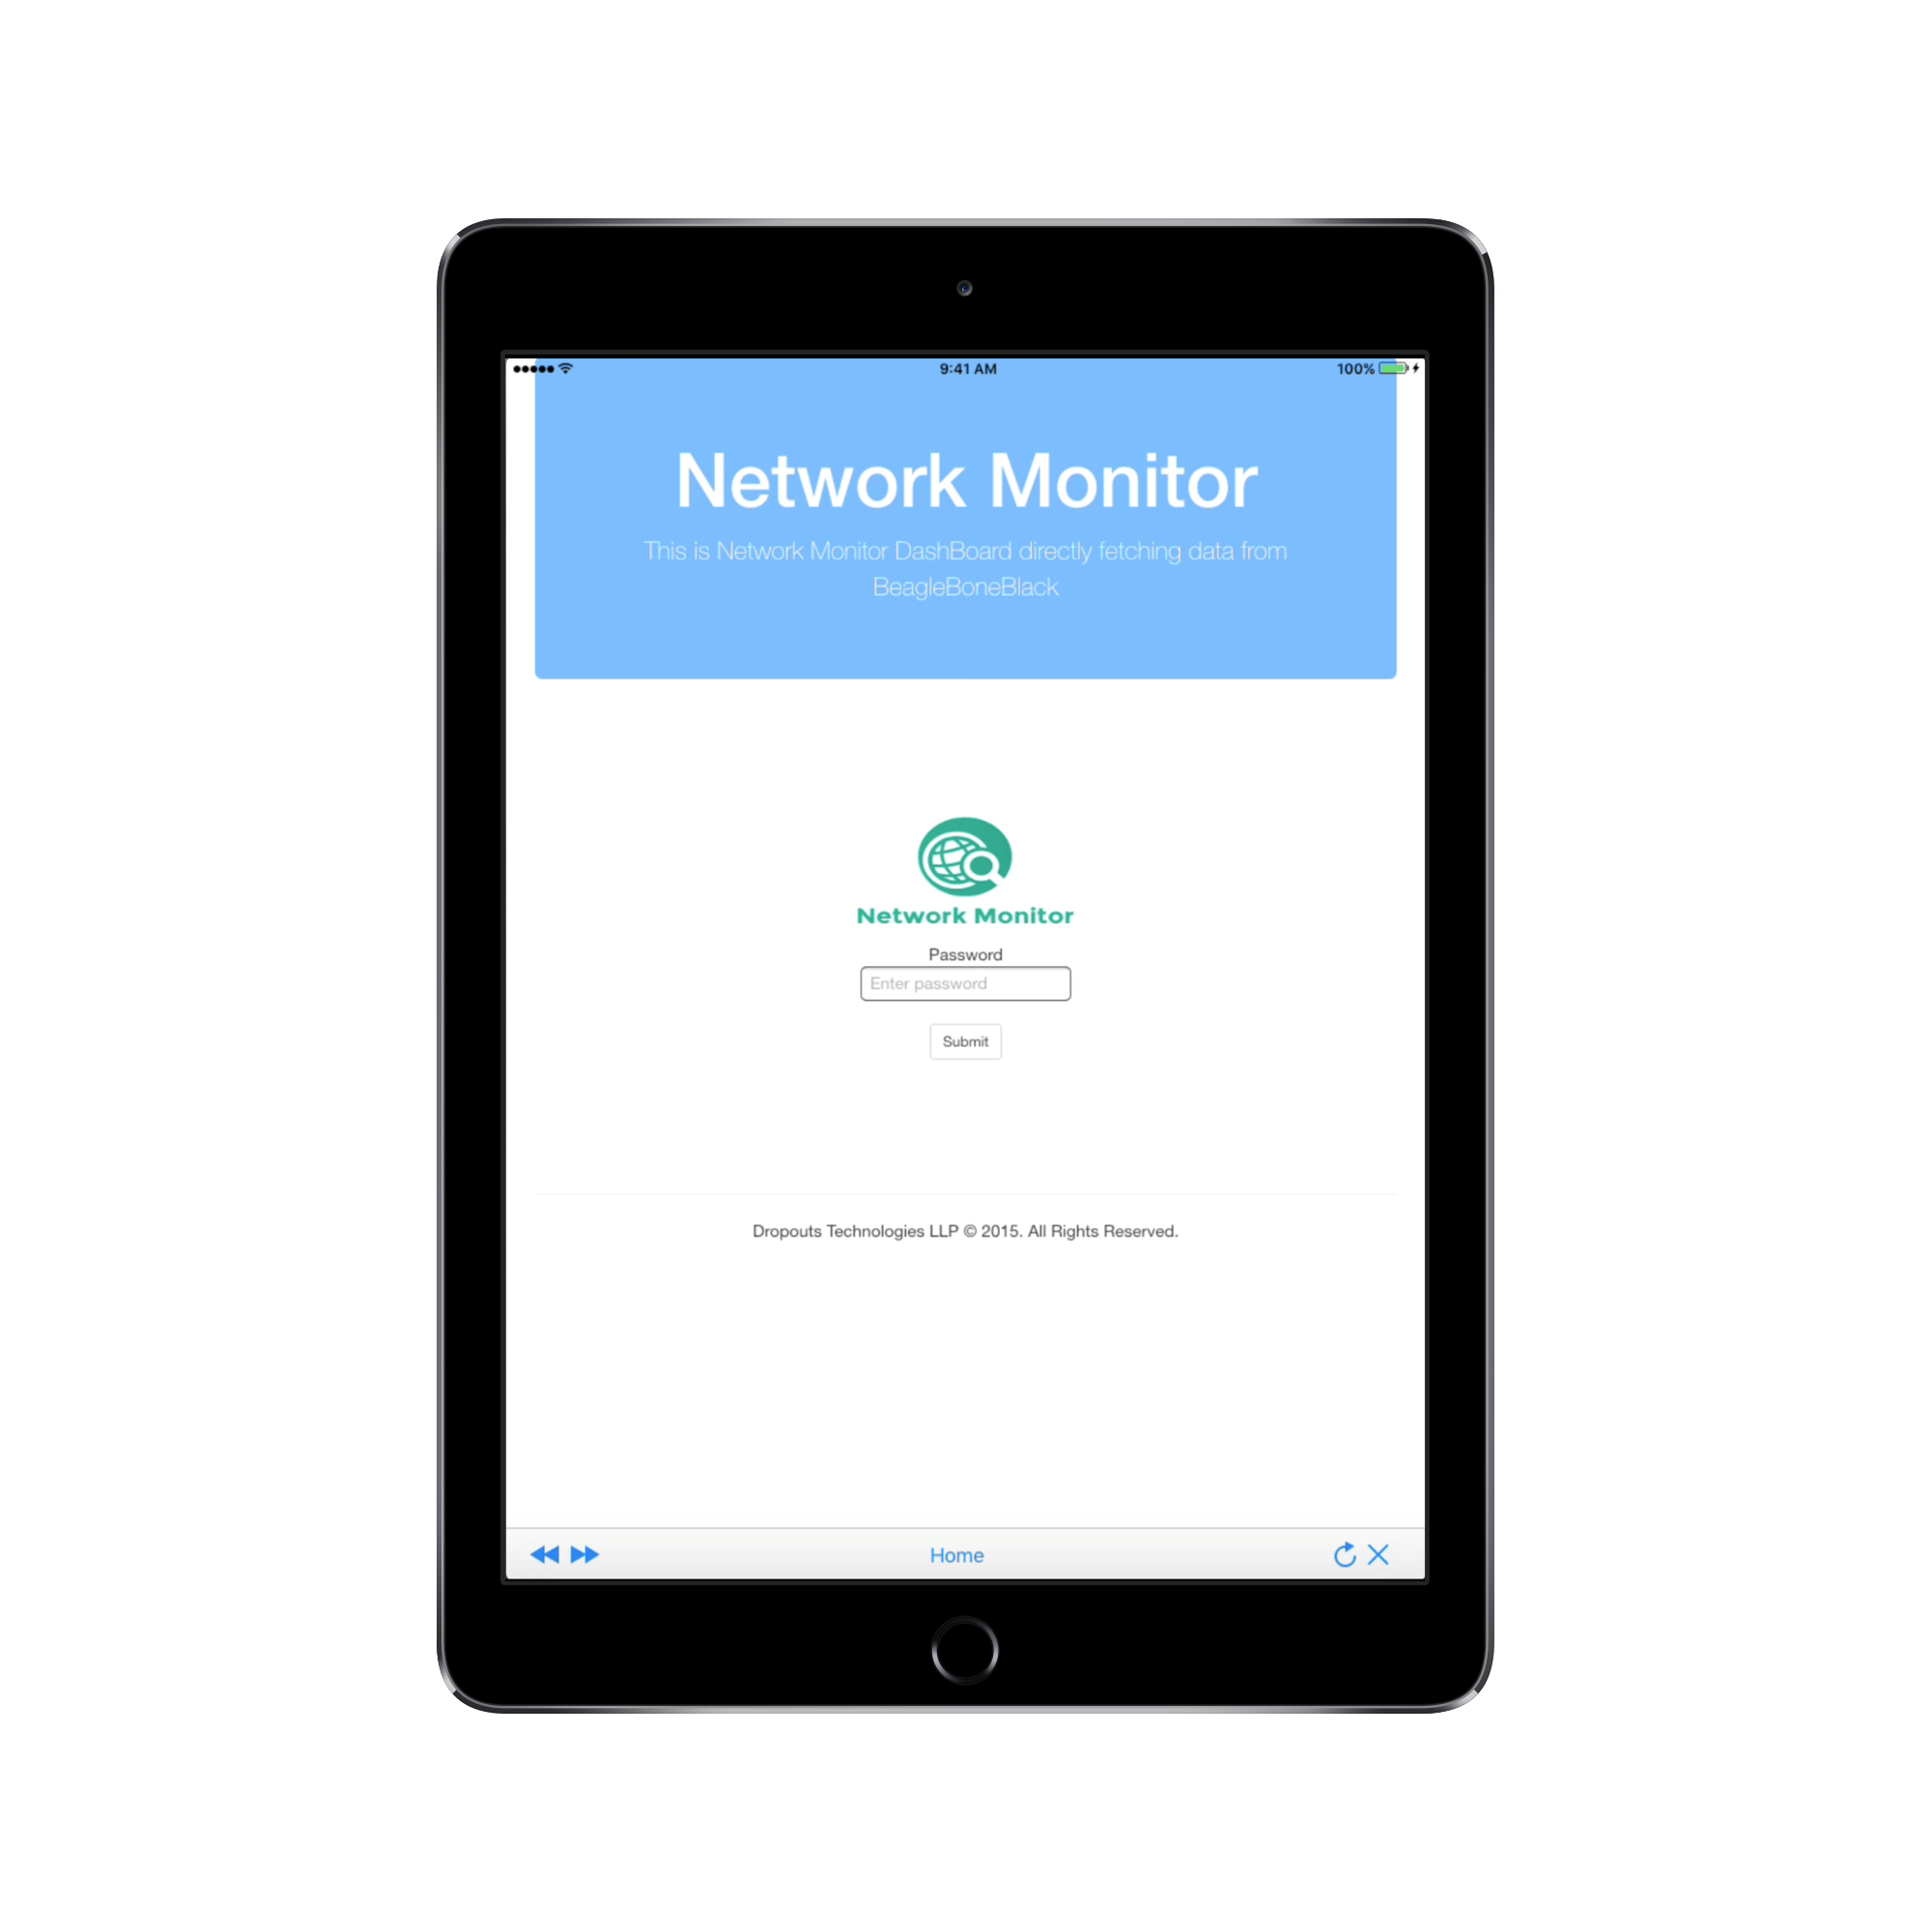 9:41 AM
100%
Network Monitor
This is Network Monitor DashBoard directly fetching data from
BeagleBoneBlack
Network Monitor
Password
Enter password
Submit
Dropouts Technologies LLP © 2015. All Rights Reserved.
Home